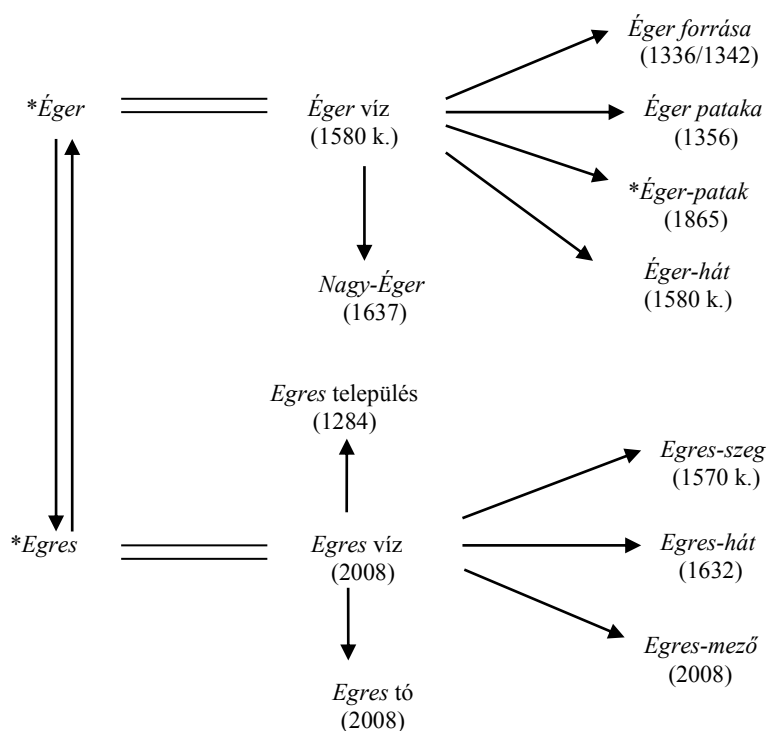 Éger forrása
(1336/1342)
*Éger
Éger víz
(1580 k.)
Éger pataka
(1356)
*Éger-patak
(1865)
Éger-hát
(1580 k.)
Nagy-Éger
(1637)
Egres település
(1284)
Egres-szeg
(1570 k.)
*Egres
Egres víz
(2008)
Egres-hát
(1632)
Egres-mező
(2008)
Egres tó
(2008)